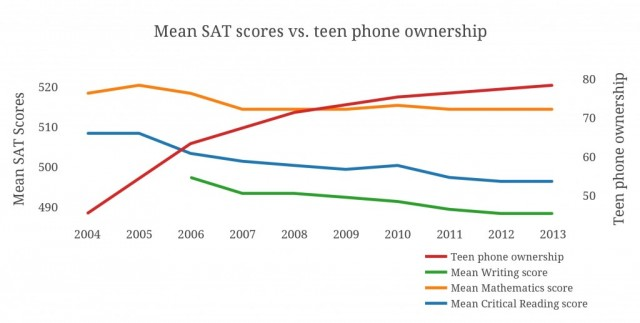 Mean SAT scores vs. teen phone ownership
Mean SAT Scores
520
510
500
490
80
70
60
50
Teen phone ownership
2004 2005 2006 2007 2008 2009 2010 2011 2012 2013
Teen phone ownership
Mean Writing score
Mean Mathematics score
Mean Critical Reading score